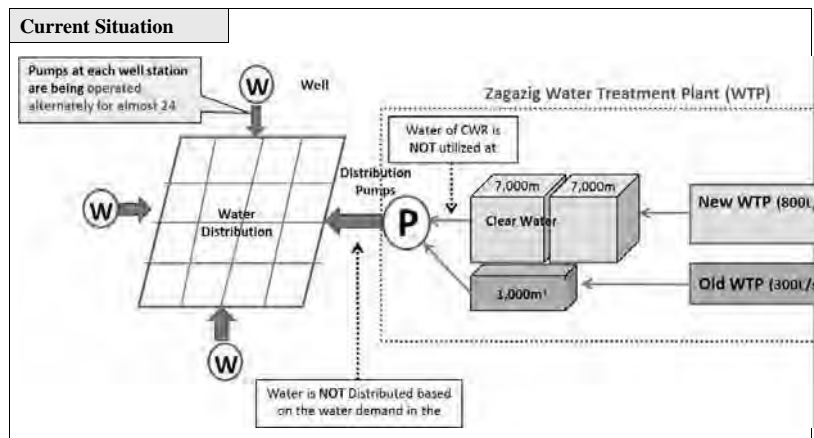 Current Situation
Pumps at each well station
are being operated
alternately for almost 24
W
Well
Zagazig Water Treatment Plant (WTP)
Water of CWR is
NOT utilized at
Distribution
Pumps
7,000m
7,000m
New WTP (800L/
W
Water
Distribution
P
Clear Water
Old WTP (300L/s
3,000m³
W
Water is NOT Distributed based
on the water demand in the